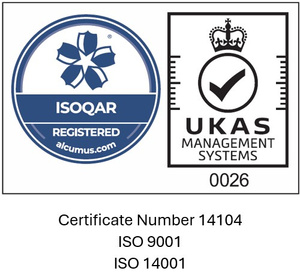 ISOQAR
REGISTERED
alcumus.com
®
UKAS
MANAGEMENT
SYSTEMS
0026
Certificate Number 14104
ISO 9001
ISO 14001